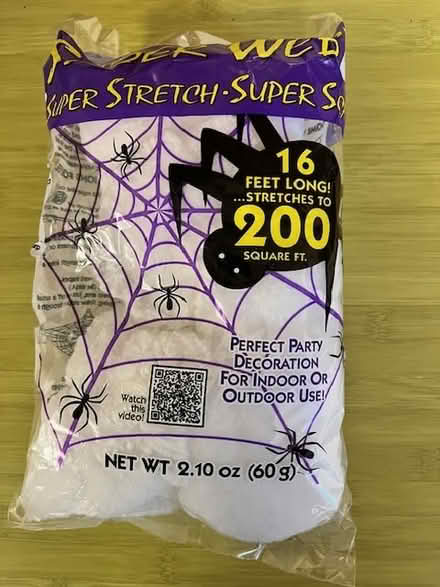 WEB
SUPER STRETCH · SUPER
16
FEET LONG!
...STRETCHES TO
200
SQUARE FT.
PERFECT PARTY
DECORATION
FOR INDOOR OR
OUTDOOR USE!
Watch
this
video!
NET WT 2.10 oz (60 g)